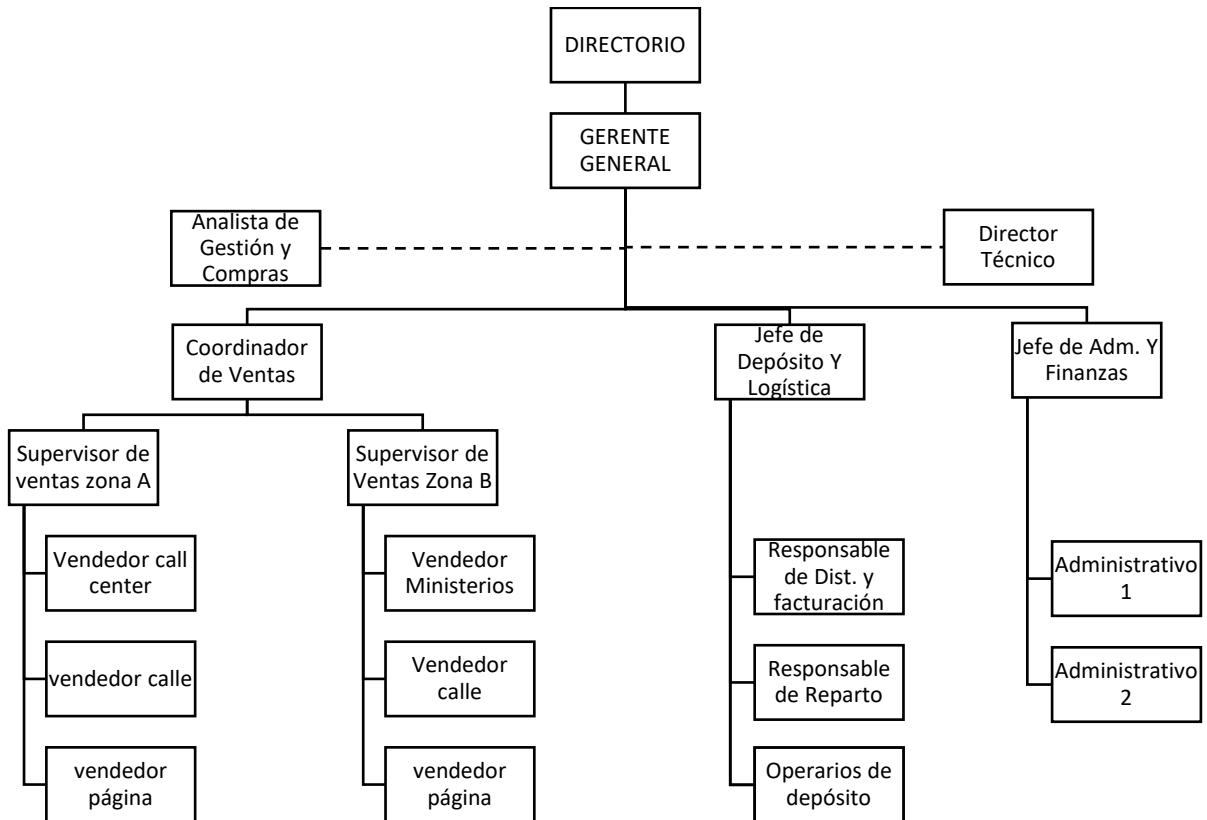 DIRECTORIO
GERENTE
GENERAL
Analista de
Gestión y
Compras
Director
Técnico
Coordinador
de Ventas
Jefe de
Depósito Y
Logística
Jefe de Adm. Y
Finanzas
Supervisor de
ventas zona A
Supervisor de
Ventas Zona B
Vendedor call
center
Vendedor
Ministerios
Responsable
de Dist. y
facturación
Administrativo
1
vendedor calle
Vendedor
calle
Responsable
de Reparto
Administrativo
2
vendedor
página
vendedor
página
Operarios de
depósito